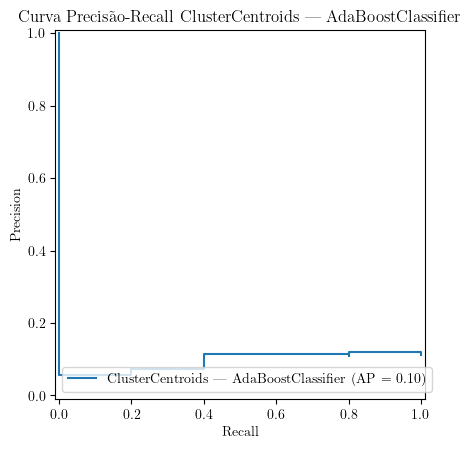 Curva Precisão-Recall ClusterCentroids — AdaBoostClassifier
1.0
0.8
0.6
0.4
0.2
0.0
Precision
ClusterCentroids — AdaBoostClassifier (AP = 0.10)
0.0 0.2 0.4 0.6 0.8 1.0
Recall